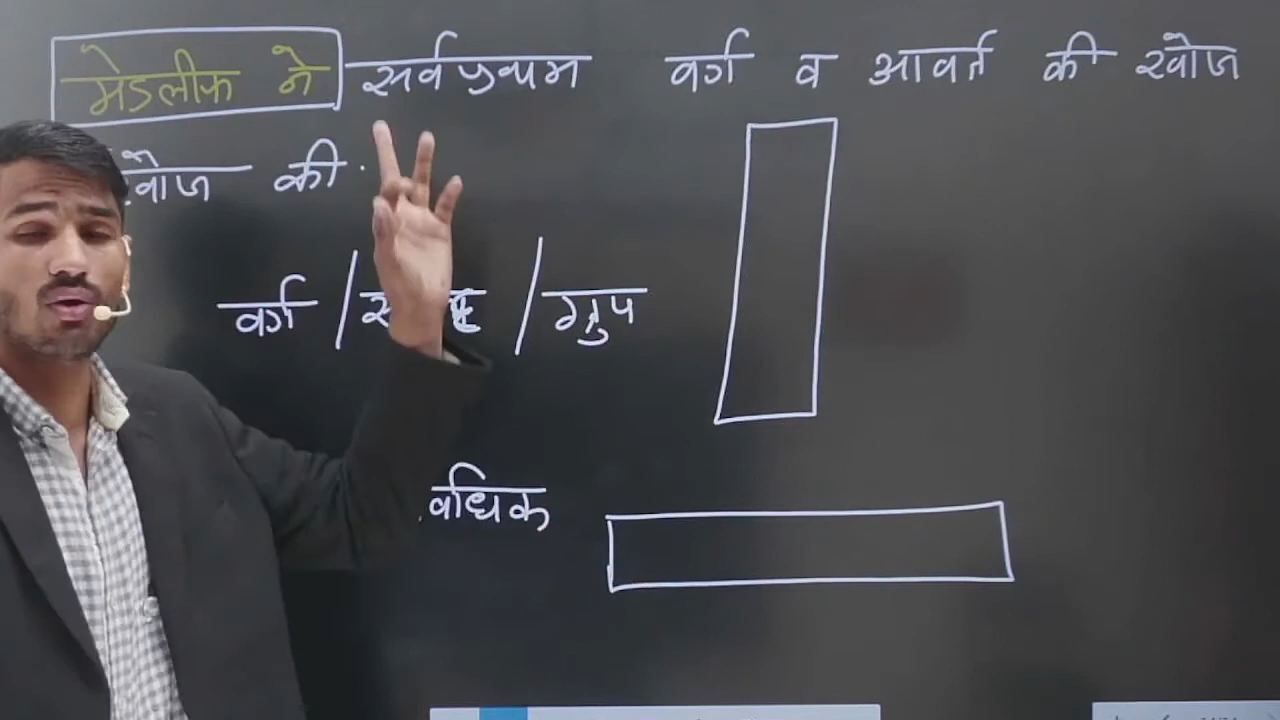 मेडलीफ ने सर्वप्रथम वर्ग व आवर्त की खोज
खोज की
वर्ग / / ग्रुप
वधिक